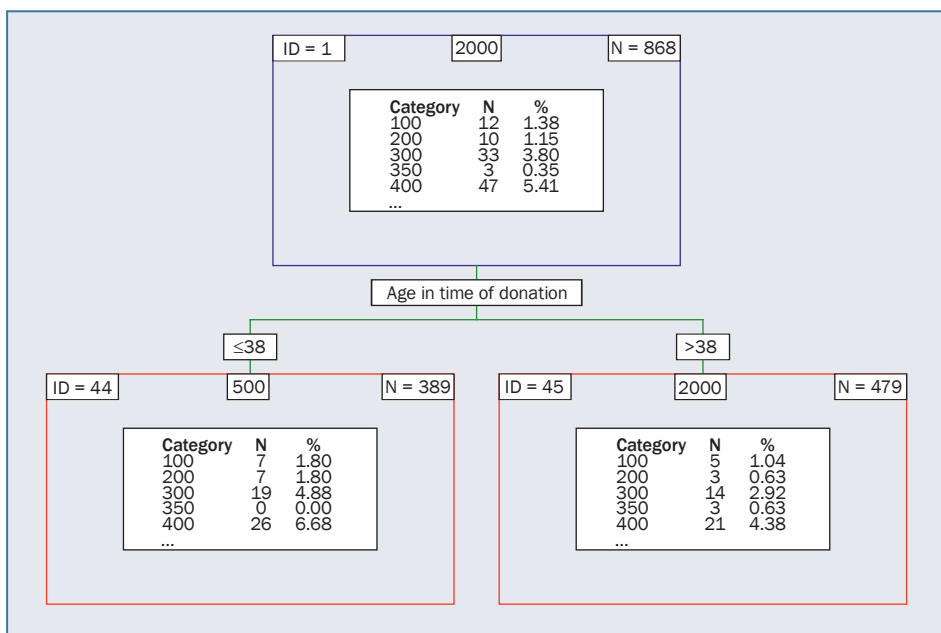 ID = 1 2000 N = 868
Category N %
100 12 1.38
200 10 1.15
300 33 3.80
350 3 0.35
400 47 5.41
...
Age in time of donation
≤38 >38
ID = 44 500 N = 389
Category N %
100 7 1.80
200 7 1.80
300 19 4.88
350 0 0.00
400 26 6.68
...
ID = 45 2000 N = 479
Category N %
100 5 1.04
200 3 0.63
300 14 2.92
350 3 0.63
400 21 4.38
...